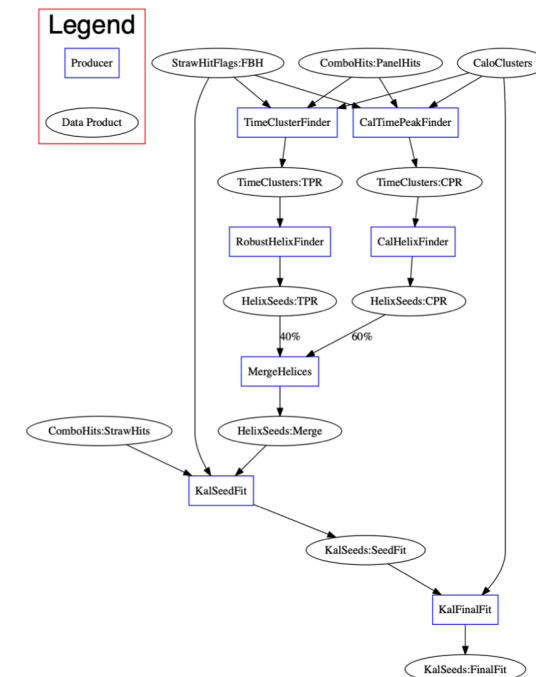 Legend
Producer
Data Product
StrawHitFlags:FBH
ComboHits:PanelHits
CaloClusters
TimeClusterFinder
CalTimePeakFinder
TimeClusters:TPR
TimeClusters:CPR
RobustHelixFinder
CalHelixFinder
HelixSeeds:TPR
HelixSeeds:CPR
40%
60%
MergeHelices
ComboHits:StrawHits
HelixSeeds:Merge
KalSeedFit
KalSeeds:SeedFit
KalFinalFit
KalSeeds:FinalFit